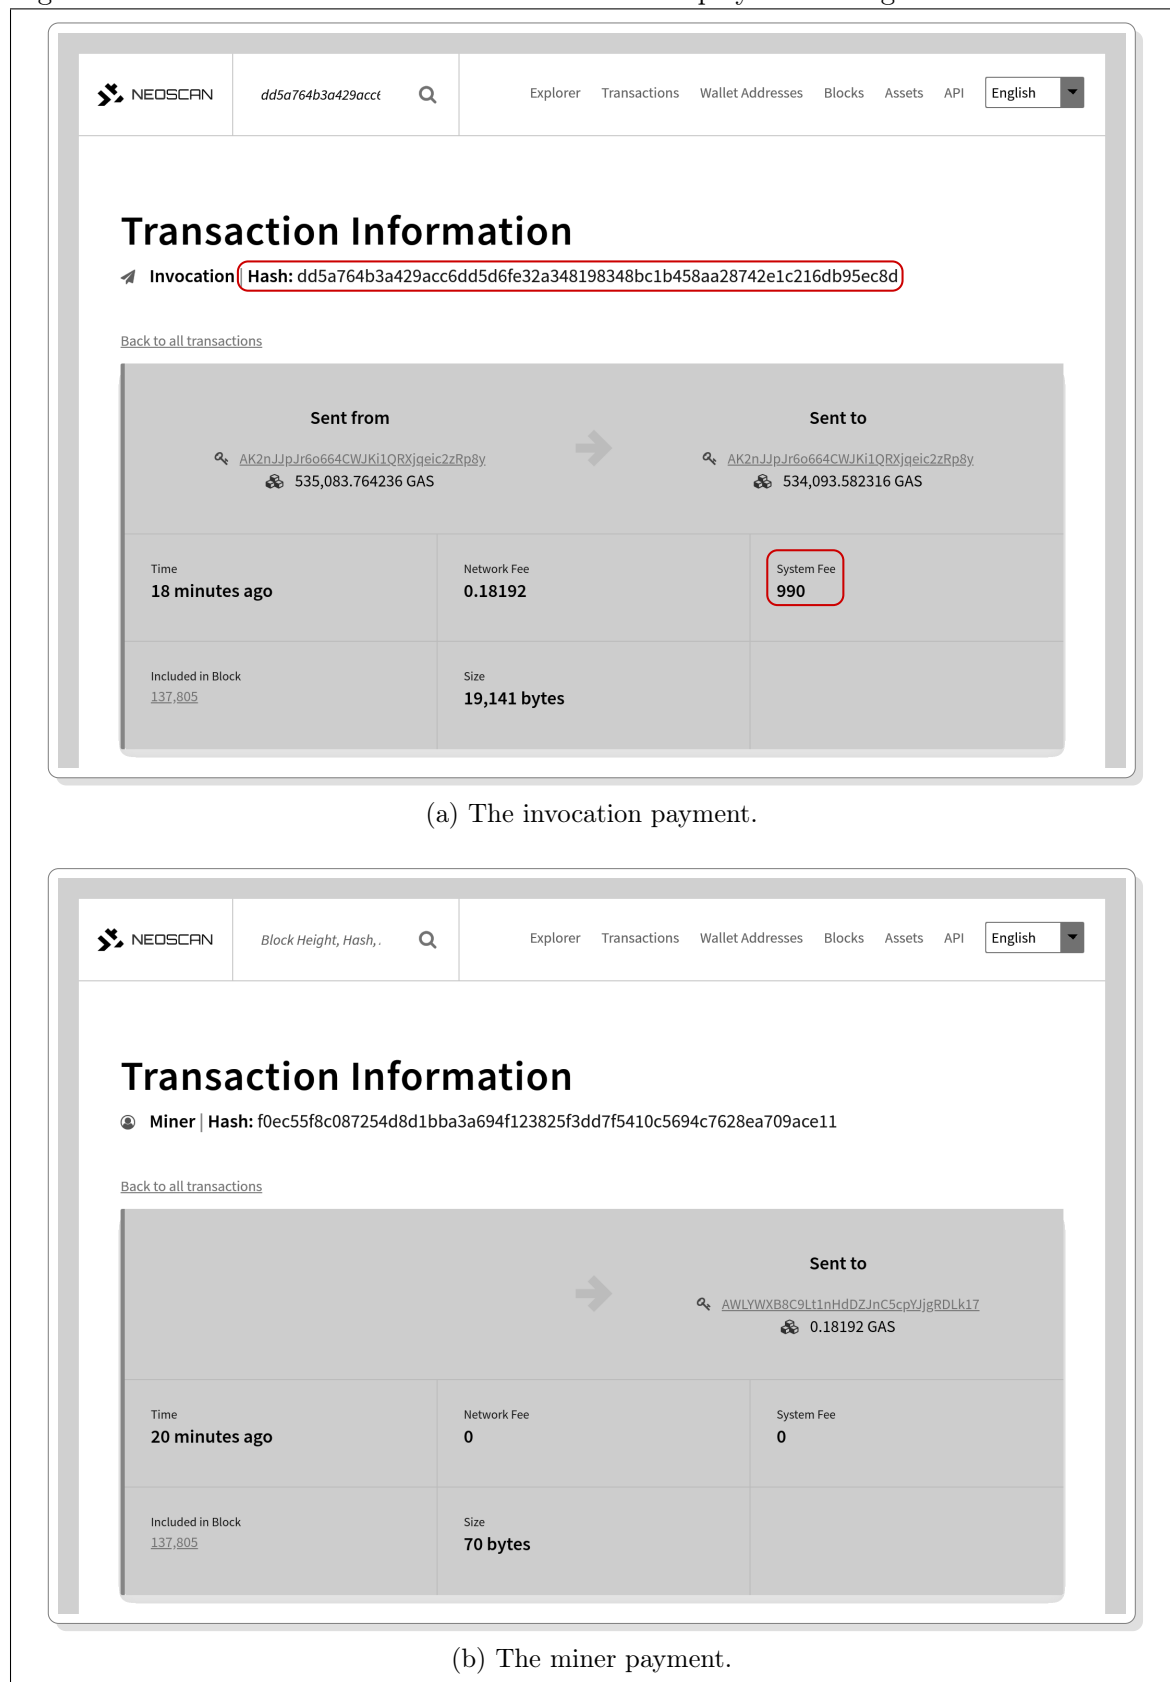 NEOSCAN dd5a764b3a429acc6 Explorer Transactions Wallet Addresses Blocks Assets API English
Transaction Information
Invocation | Hash: dd5a764b3a429acc6dd5d6fe32a348198348bc1b458aa28742e1c216db95ec8d
Back to all transactions
Sent from Sent to
AK2nJJpJr6o664CWJKi1QRXjqeic2zRp8y AK2nJJpJr6o664CWJKi1QRXjqeic2zRp8y
535,083.764236 GAS 534,093.582316 GAS
Time Network Fee System Fee
18 minutes ago 0.18192 990
Included in Block Size
137,805 19,141 bytes
(a) The invocation payment.
NEOSCAN Block Height, Hash, . Explorer Transactions Wallet Addresses Blocks Assets API English
Transaction Information
Miner | Hash: f0ec55f8c087254d8d1bba3a694f123825f3dd7f5410c5694c7628ea709ace11
Back to all transactions
Sent to
AWLYWXB8C9Lt1nHdDZJnC5cpYJjgRDLk17
0.18192 GAS
Time Network Fee System Fee
20 minutes ago 0 0
Included in Block Size
137,805 70 bytes
(b) The miner payment.